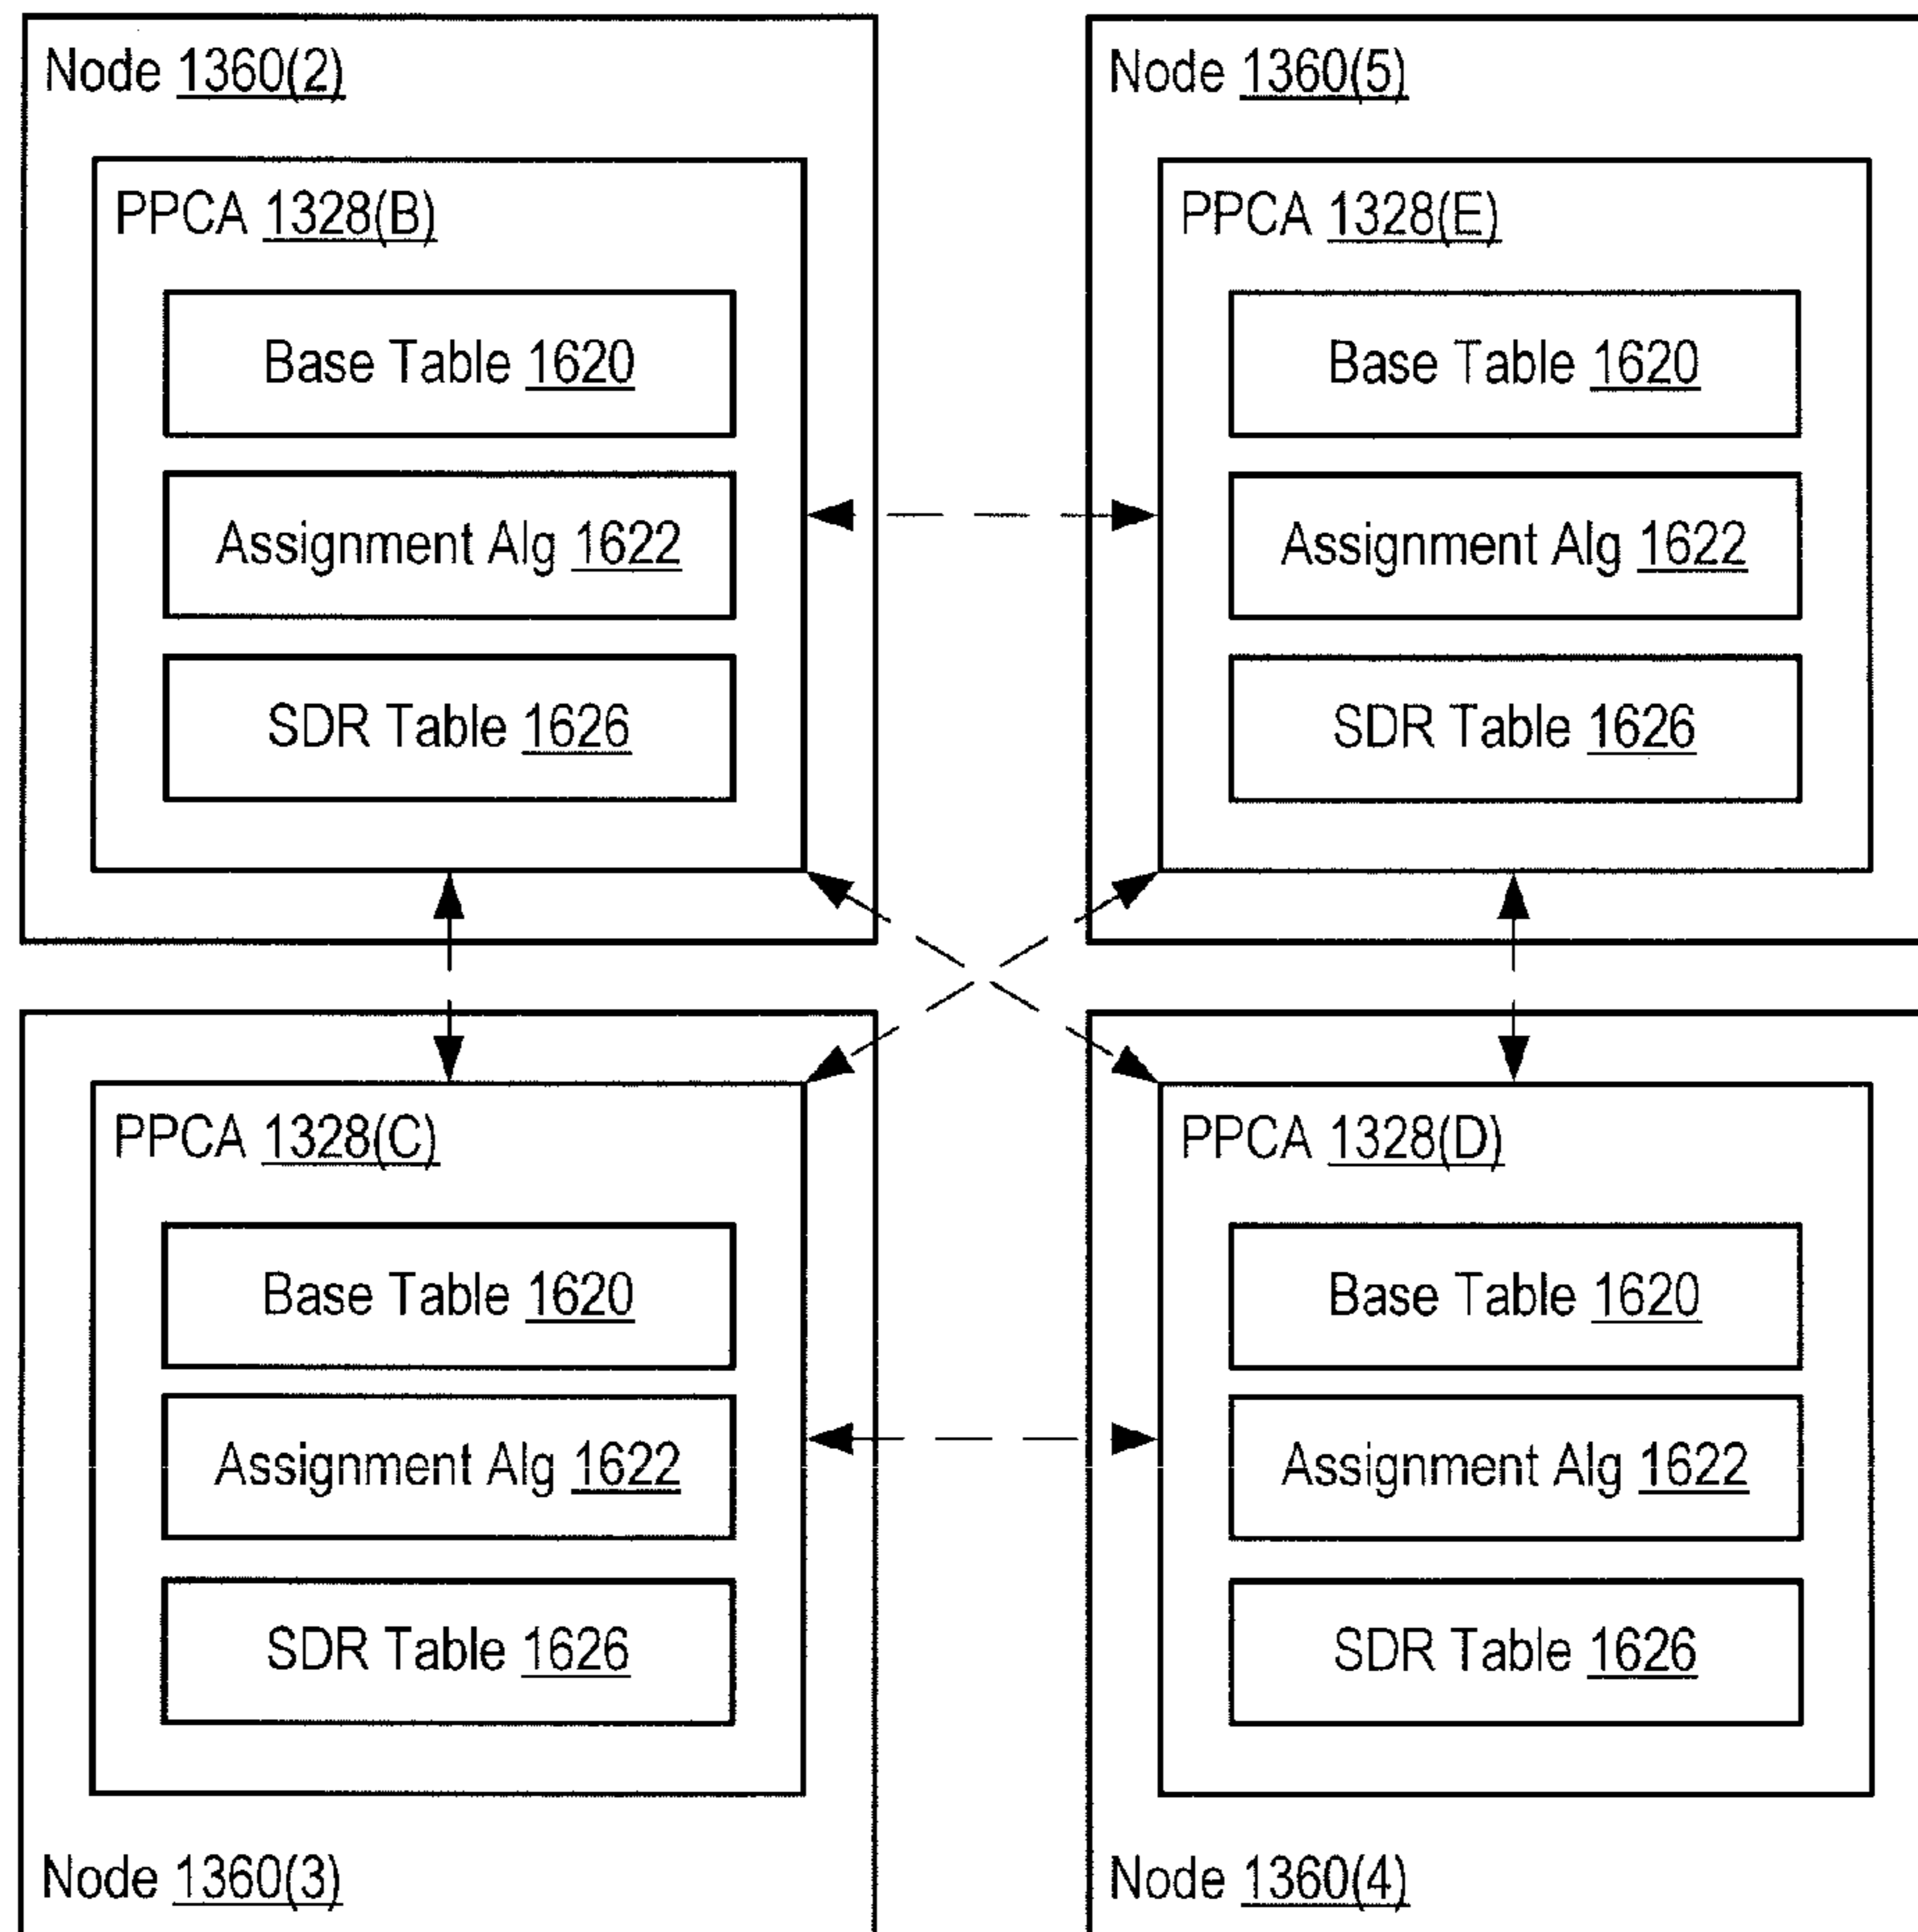 Node 1360(2)
PPCA 1328(B)
Base Table 1620
Assignment Alg 1622
SDR Table 1626
Node 1360(5)
PPCA 1328(E)
Base Table 1620
Assignment Alg 1622
SDR Table 1626
PPCA 1328(C)
Base Table 1620
Assignment Alg 1622
SDR Table 1626
Node 1360(3)
PPCA 1328(D)
Base Table 1620
Assignment Alg 1622
SDR Table 1626
Node 1360(4)